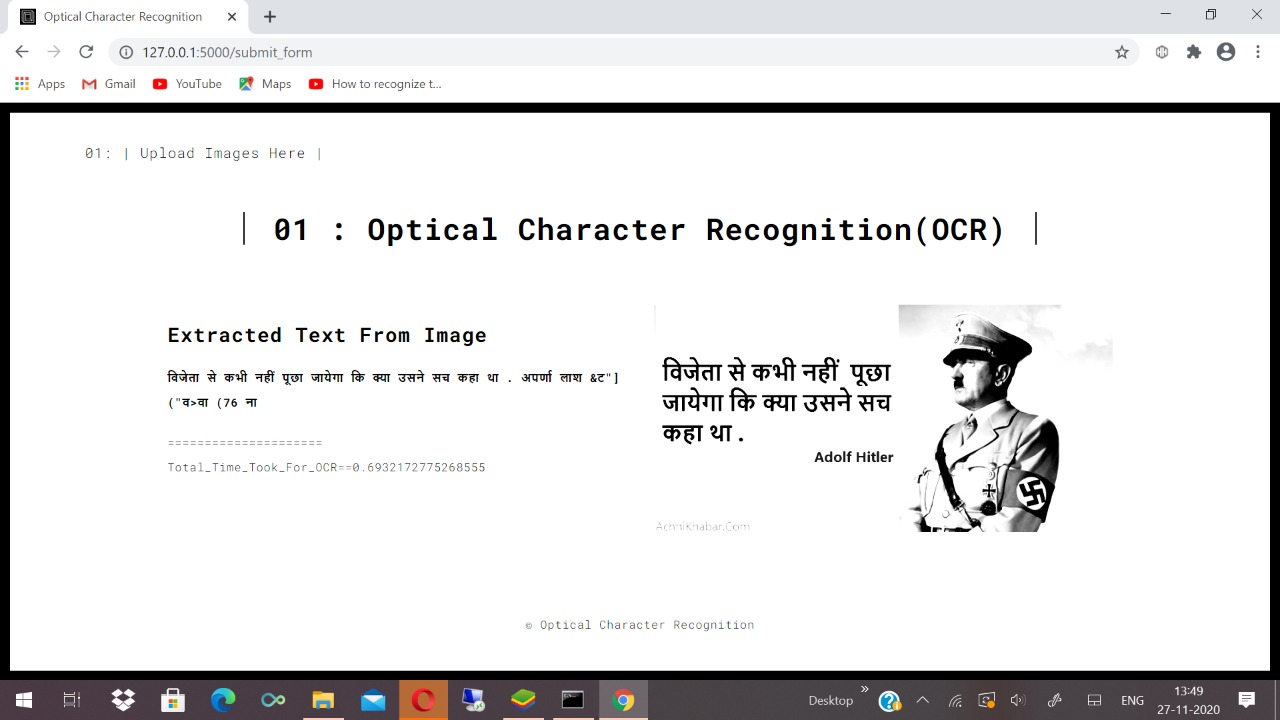 Optical Character Recognition
127.0.0.1:5000/submit_form
Apps
Gmail
YouTube
Maps
How to recognize t...
01: | Upload Images Here |
| 01 : Optical Character Recognition(OCR) |
Extracted Text From Image
विजेता से कभी नहीं पूछा जायेगा कि क्या उसने सच कहा था . अपर्णा लाश &ट"]
("व>वा (76 ना
=====================
Total_Time_Took_For_OCR==0.6932172775268555
विजेता से कभी नहीं पूछा
जायेगा कि क्या उसने सच
कहा था .
Adolf Hitler
AchhiKhabar.Com
© Optical Character Recognition
Desktop
ENG
13:49
27-11-2020